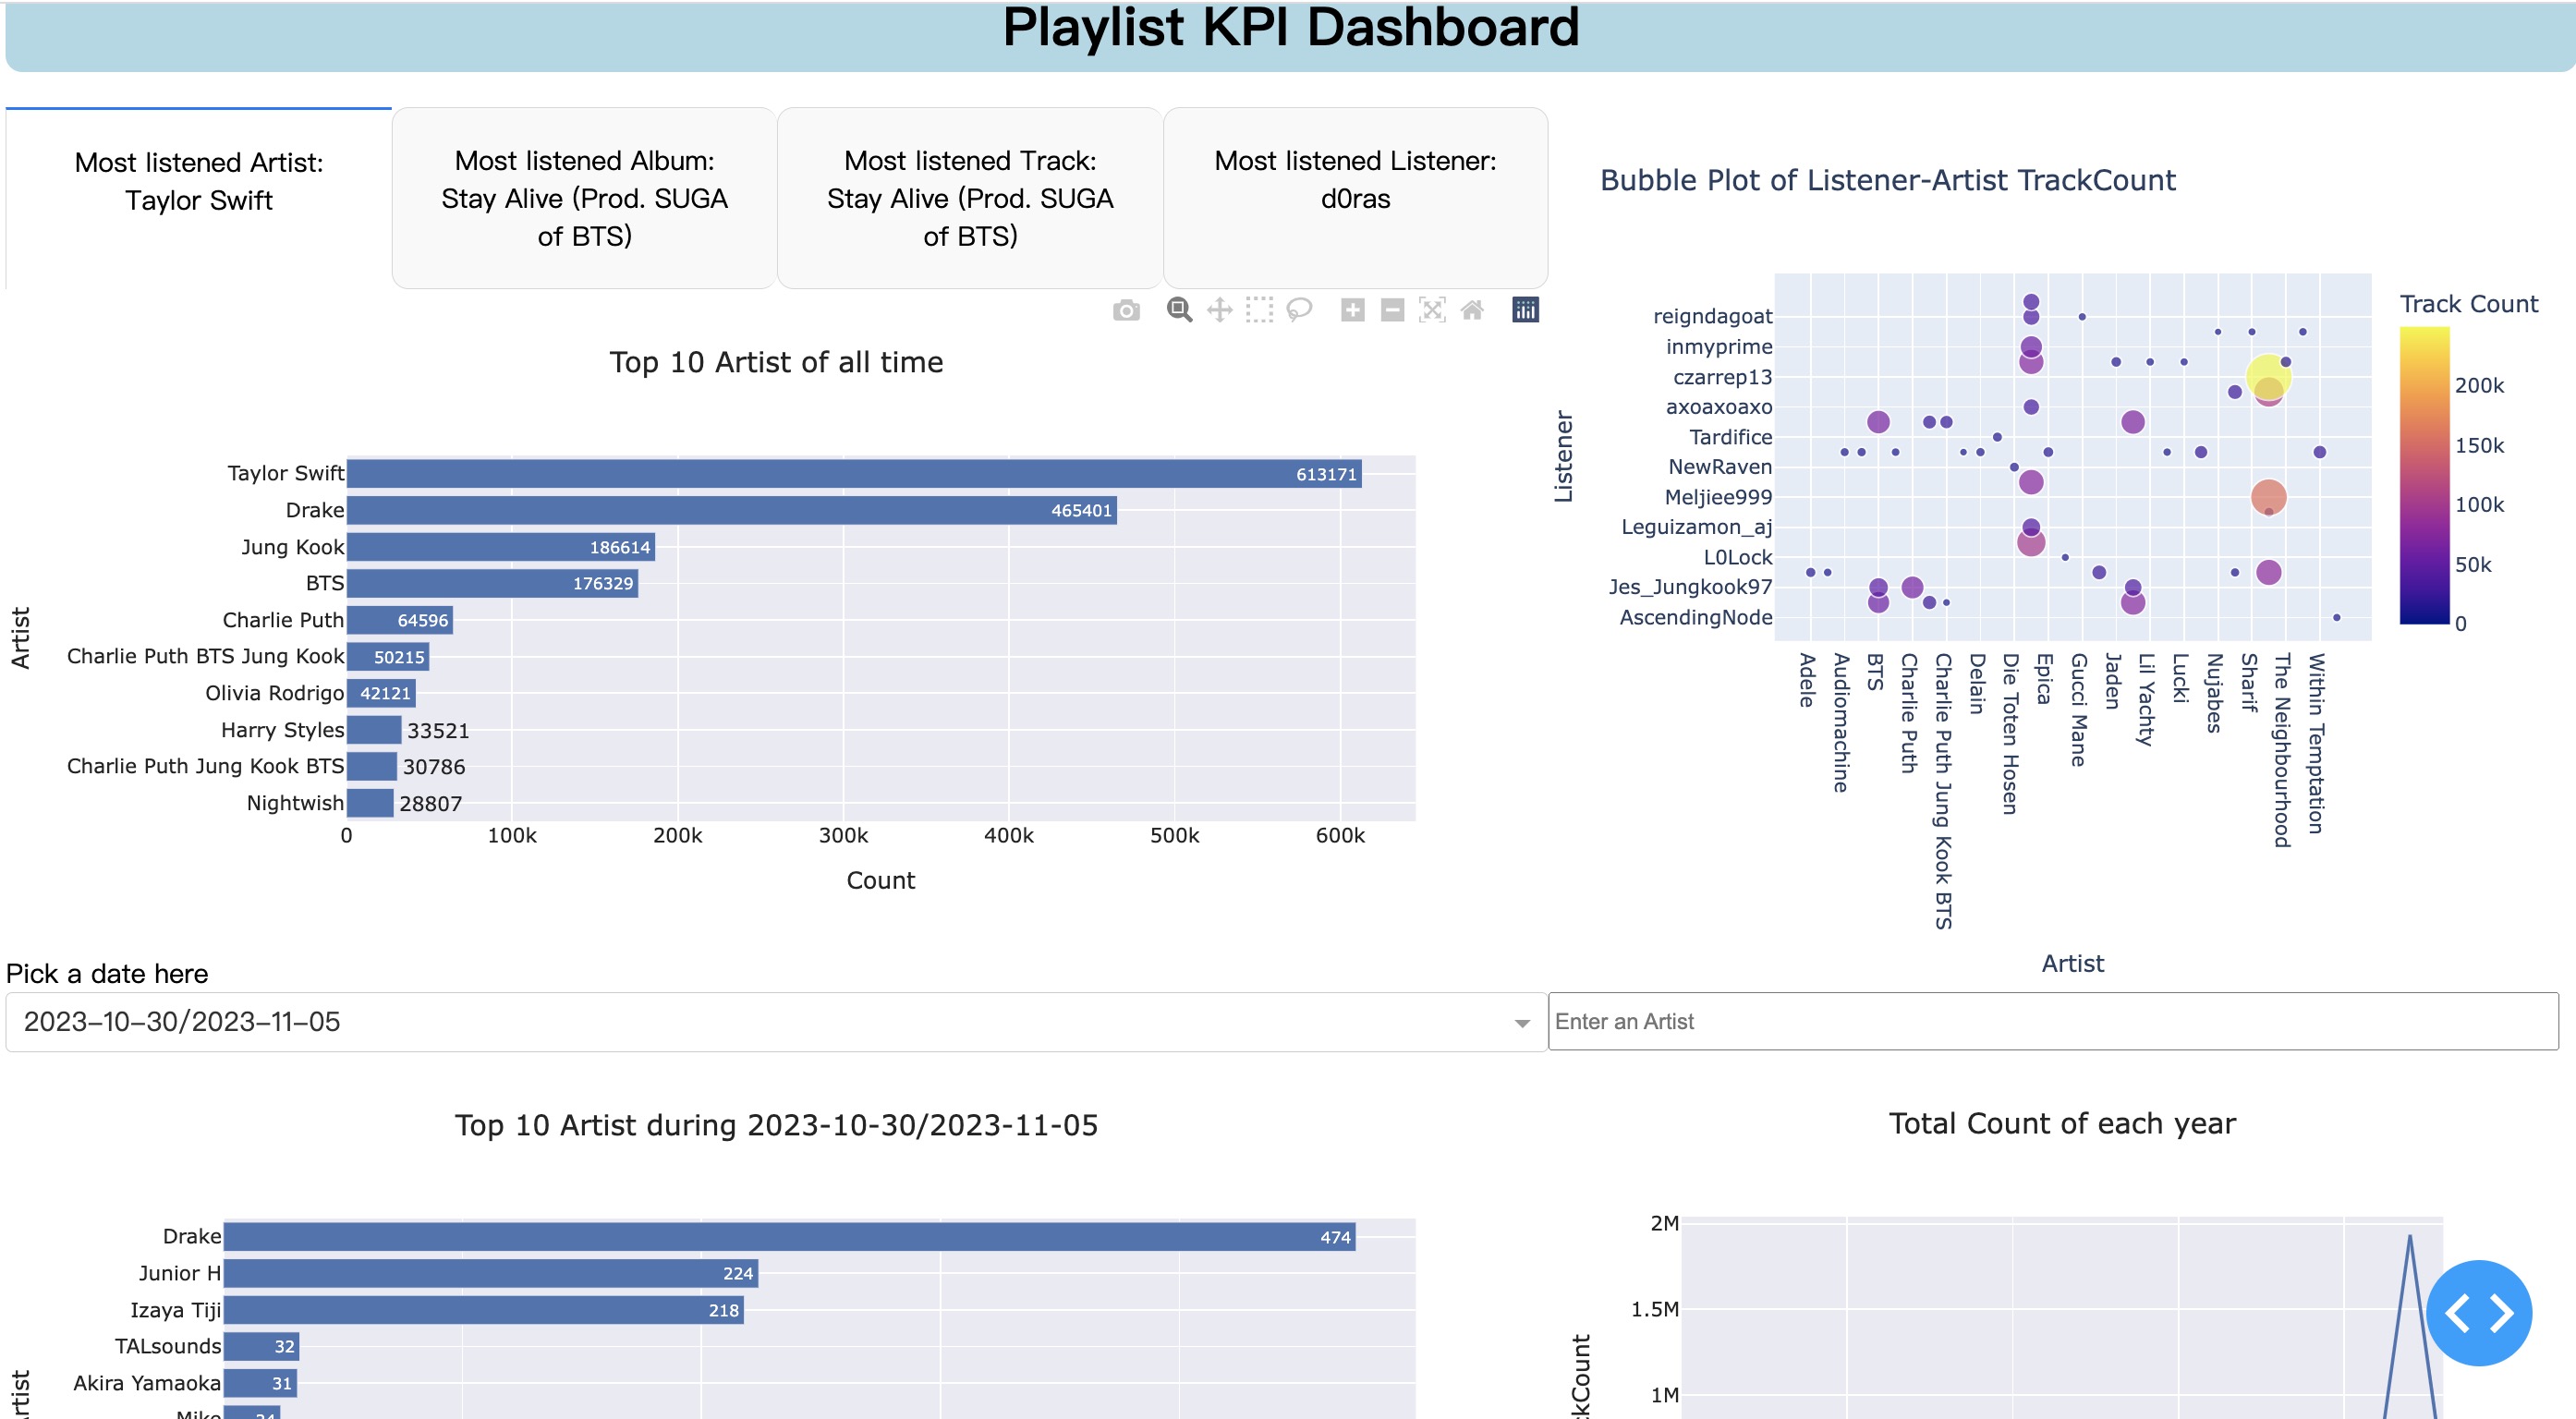 Playlist KPI Dashboard
Most listened Artist:
Taylor Swift
Most listened Album:
Stay Alive (Prod. SUGA
of BTS)
Most listened Track:
Stay Alive (Prod. SUGA
of BTS)
Most listened Listener:
d0ras
Top 10 Artist of all time
Artist
Taylor Swift 613171
Drake 465401
Jung Kook 186614
BTS 176329
Charlie Puth 64596
Charlie Puth BTS Jung Kook 50215
Olivia Rodrigo 42121
Harry Styles 33521
Charlie Puth Jung Kook BTS 30786
Nightwish 28807
0 100k 200k 300k 400k 500k 600k
Count
Bubble Plot of Listener-Artist TrackCount
Listener
reigndagoat
inmyprime
czarrep13
axoaxoaxo
Tardifice
NewRaven
Meljiee999
Leguizamon_aj
L0Lock
Jes_Jungkook97
AscendingNode
Adele
Audiomachine
BTS
Charlie Puth
Charlie Puth Jung Kook BTS
Delain
Die Toten Hosen
Epica
Gucci Mane
Jaden
Lil Yachty
Lucki
Nujabes
Sharif
The Neighbourhood
Within Temptation
Artist
Track Count
200k
150k
100k
50k
0
Pick a date here
2023-10-30/2023-11-05
Enter an Artist
Top 10 Artist during 2023-10-30/2023-11-05
Drake 474
Junior H 224
Izaya Tiji 218
TALsounds 32
Akira Yamaoka 31
Total Count of each year
2M
1.5M
1M